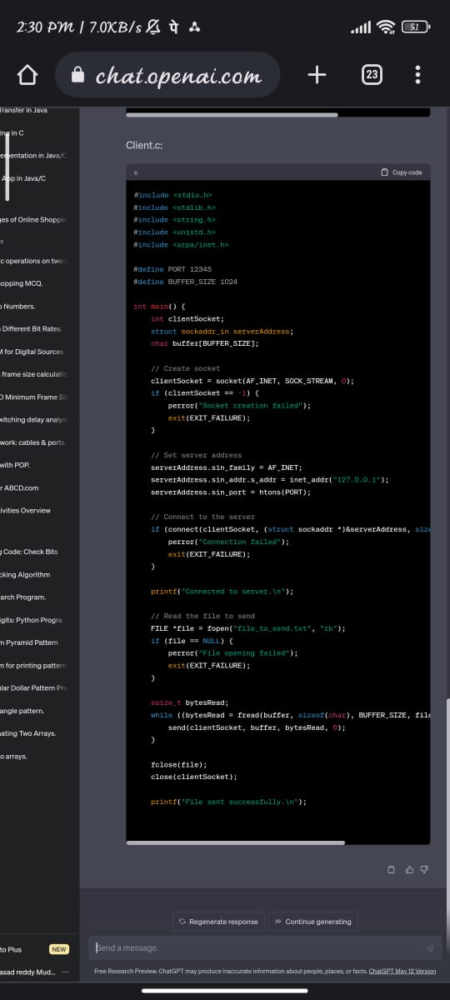 2:30 PM | 7.0KB/s
51
chat.openai.com
23
Transfer in Java
ing in C
ementation in Java/C
App in Java/C
ges of Online Shoppin
s
c operations on two n
opping MCQ.
o Numbers.
Different Bit Rates.
M for Digital Sources
frame size calculatio
D Minimum Frame Siz
witching delay analysi
work: cables & ports.
with POP.
r ABCD.com
tivities Overview
g Code: Check Bits
cking Algorithm
arch Program.
igits: Python Progra
n Pyramid Pattern
m for printing pattern
lar Dollar Pattern Pro
angle pattern.
nating Two Arrays.
o arrays.
to Plus
NEW
asad reddy Mud...
Client.c:
c
Copy code
#include <stdio.h>
#include <stdlib.h>
#include <string.h>
#include <unistd.h>
#include <arpa/inet.h>
#define PORT 12345
#define BUFFER_SIZE 1024
int main() {
int clientSocket;
struct sockaddr_in serverAddress;
char buffer[BUFFER_SIZE];
// Create socket
clientSocket = socket(AF_INET, SOCK_STREAM, 0);
if (clientSocket == -1) {
perror("Socket creation failed");
exit(EXIT_FAILURE);
}
// Set server address
serverAddress.sin_family = AF_INET;
serverAddress.sin_addr.s_addr = inet_addr("127.0.0.1");
serverAddress.sin_port = htons(PORT);
// Connect to the server
if (connect(clientSocket, (struct sockaddr *)&serverAddress, size
perror("Connection failed");
exit(EXIT_FAILURE);
}
printf("Connected to server.\n");
// Read the file to send
FILE *file = fopen("file_to_send.txt", "rb");
if (file == NULL) {
perror("File opening failed");
exit(EXIT_FAILURE);
}
ssize_t bytesRead;
while ((bytesRead = fread(buffer, sizeof(char), BUFFER_SIZE, file
send(clientSocket, buffer, bytesRead, 0);
}
fclose(file);
close(clientSocket);
printf("File sent successfully.\n");
Regenerate response
Continue generating
Send a message.
Free Research Preview. ChatGPT may produce inaccurate information about people, places, or facts. ChatGPT May 12 Version